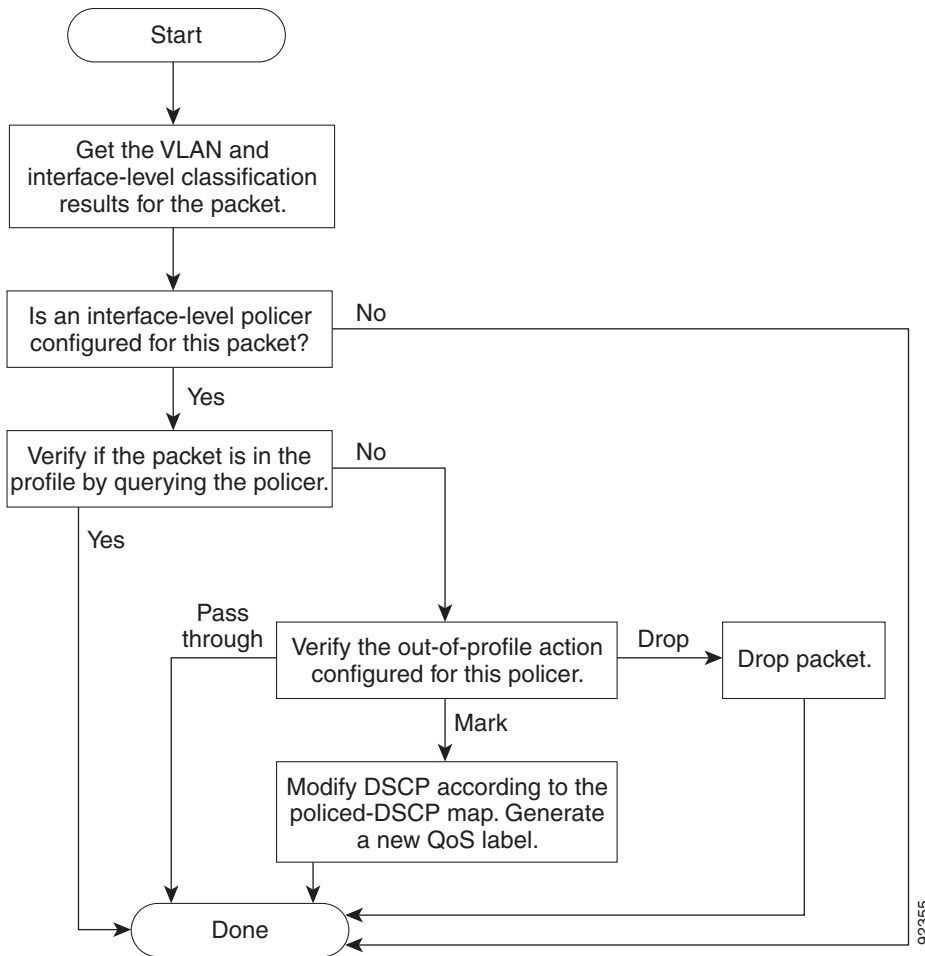 Start
Get the VLAN and
interface-level classification
results for the packet.
Is an interface-level policer
configured for this packet?
No
Yes
Verify if the packet is in the
profile by querying the policer.
No
Yes
Pass
through
Verify the out-of-profile action
configured for this policer.
Drop
Drop packet.
Mark
Modify DSCP according to the
policed-DSCP map. Generate
a new QoS label.
Done
92355